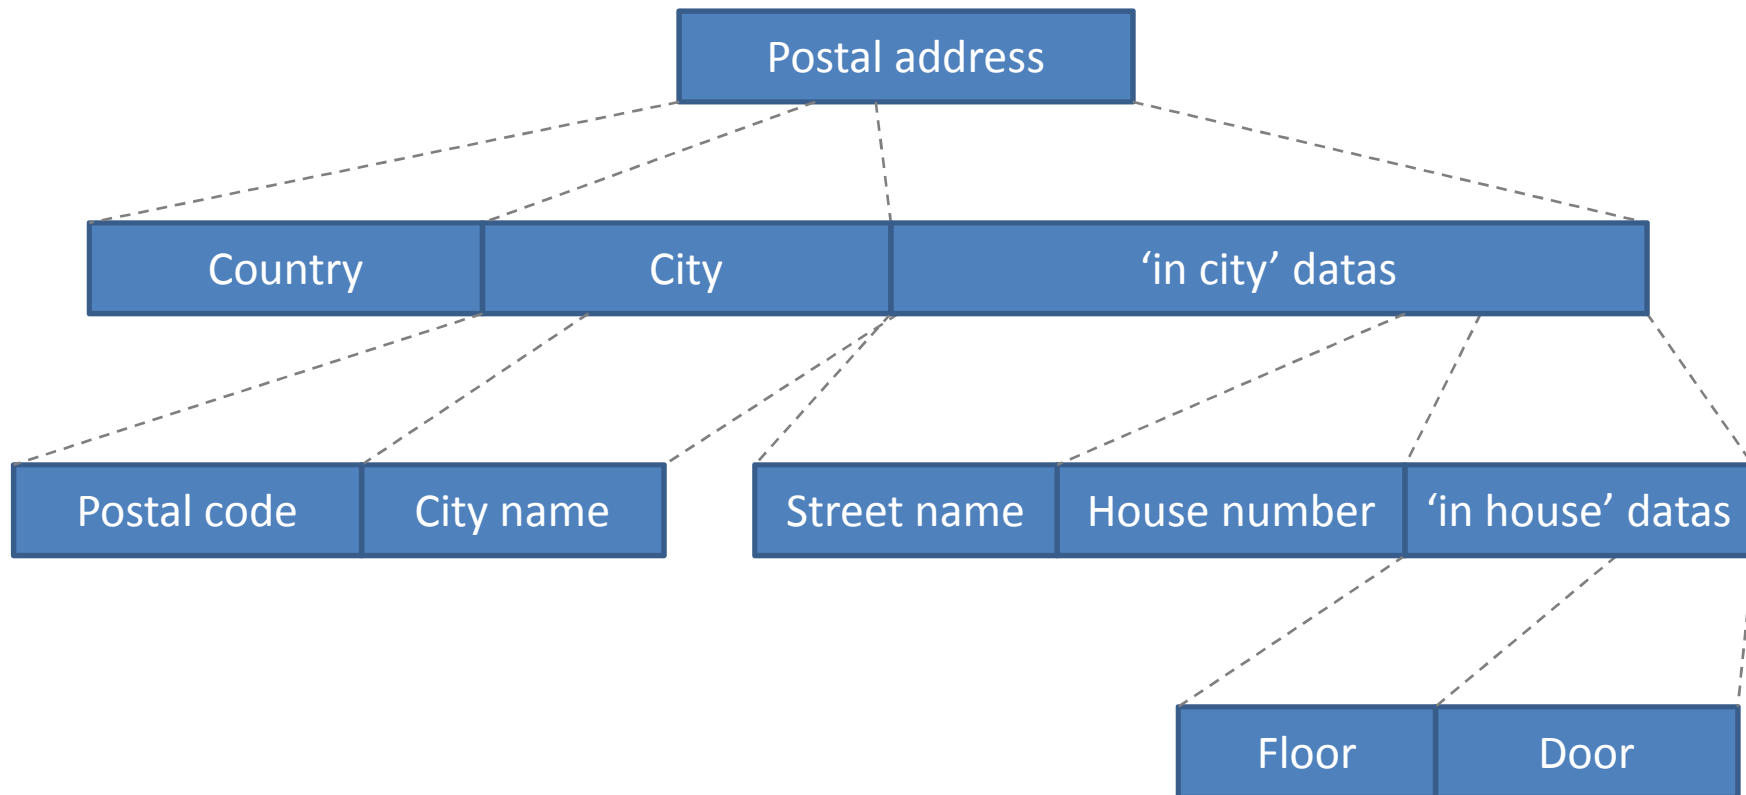 Postal address
Country
City
‘in city’ datas
Postal code
City name
Street name
House number
‘in house’ datas
Floor
Door